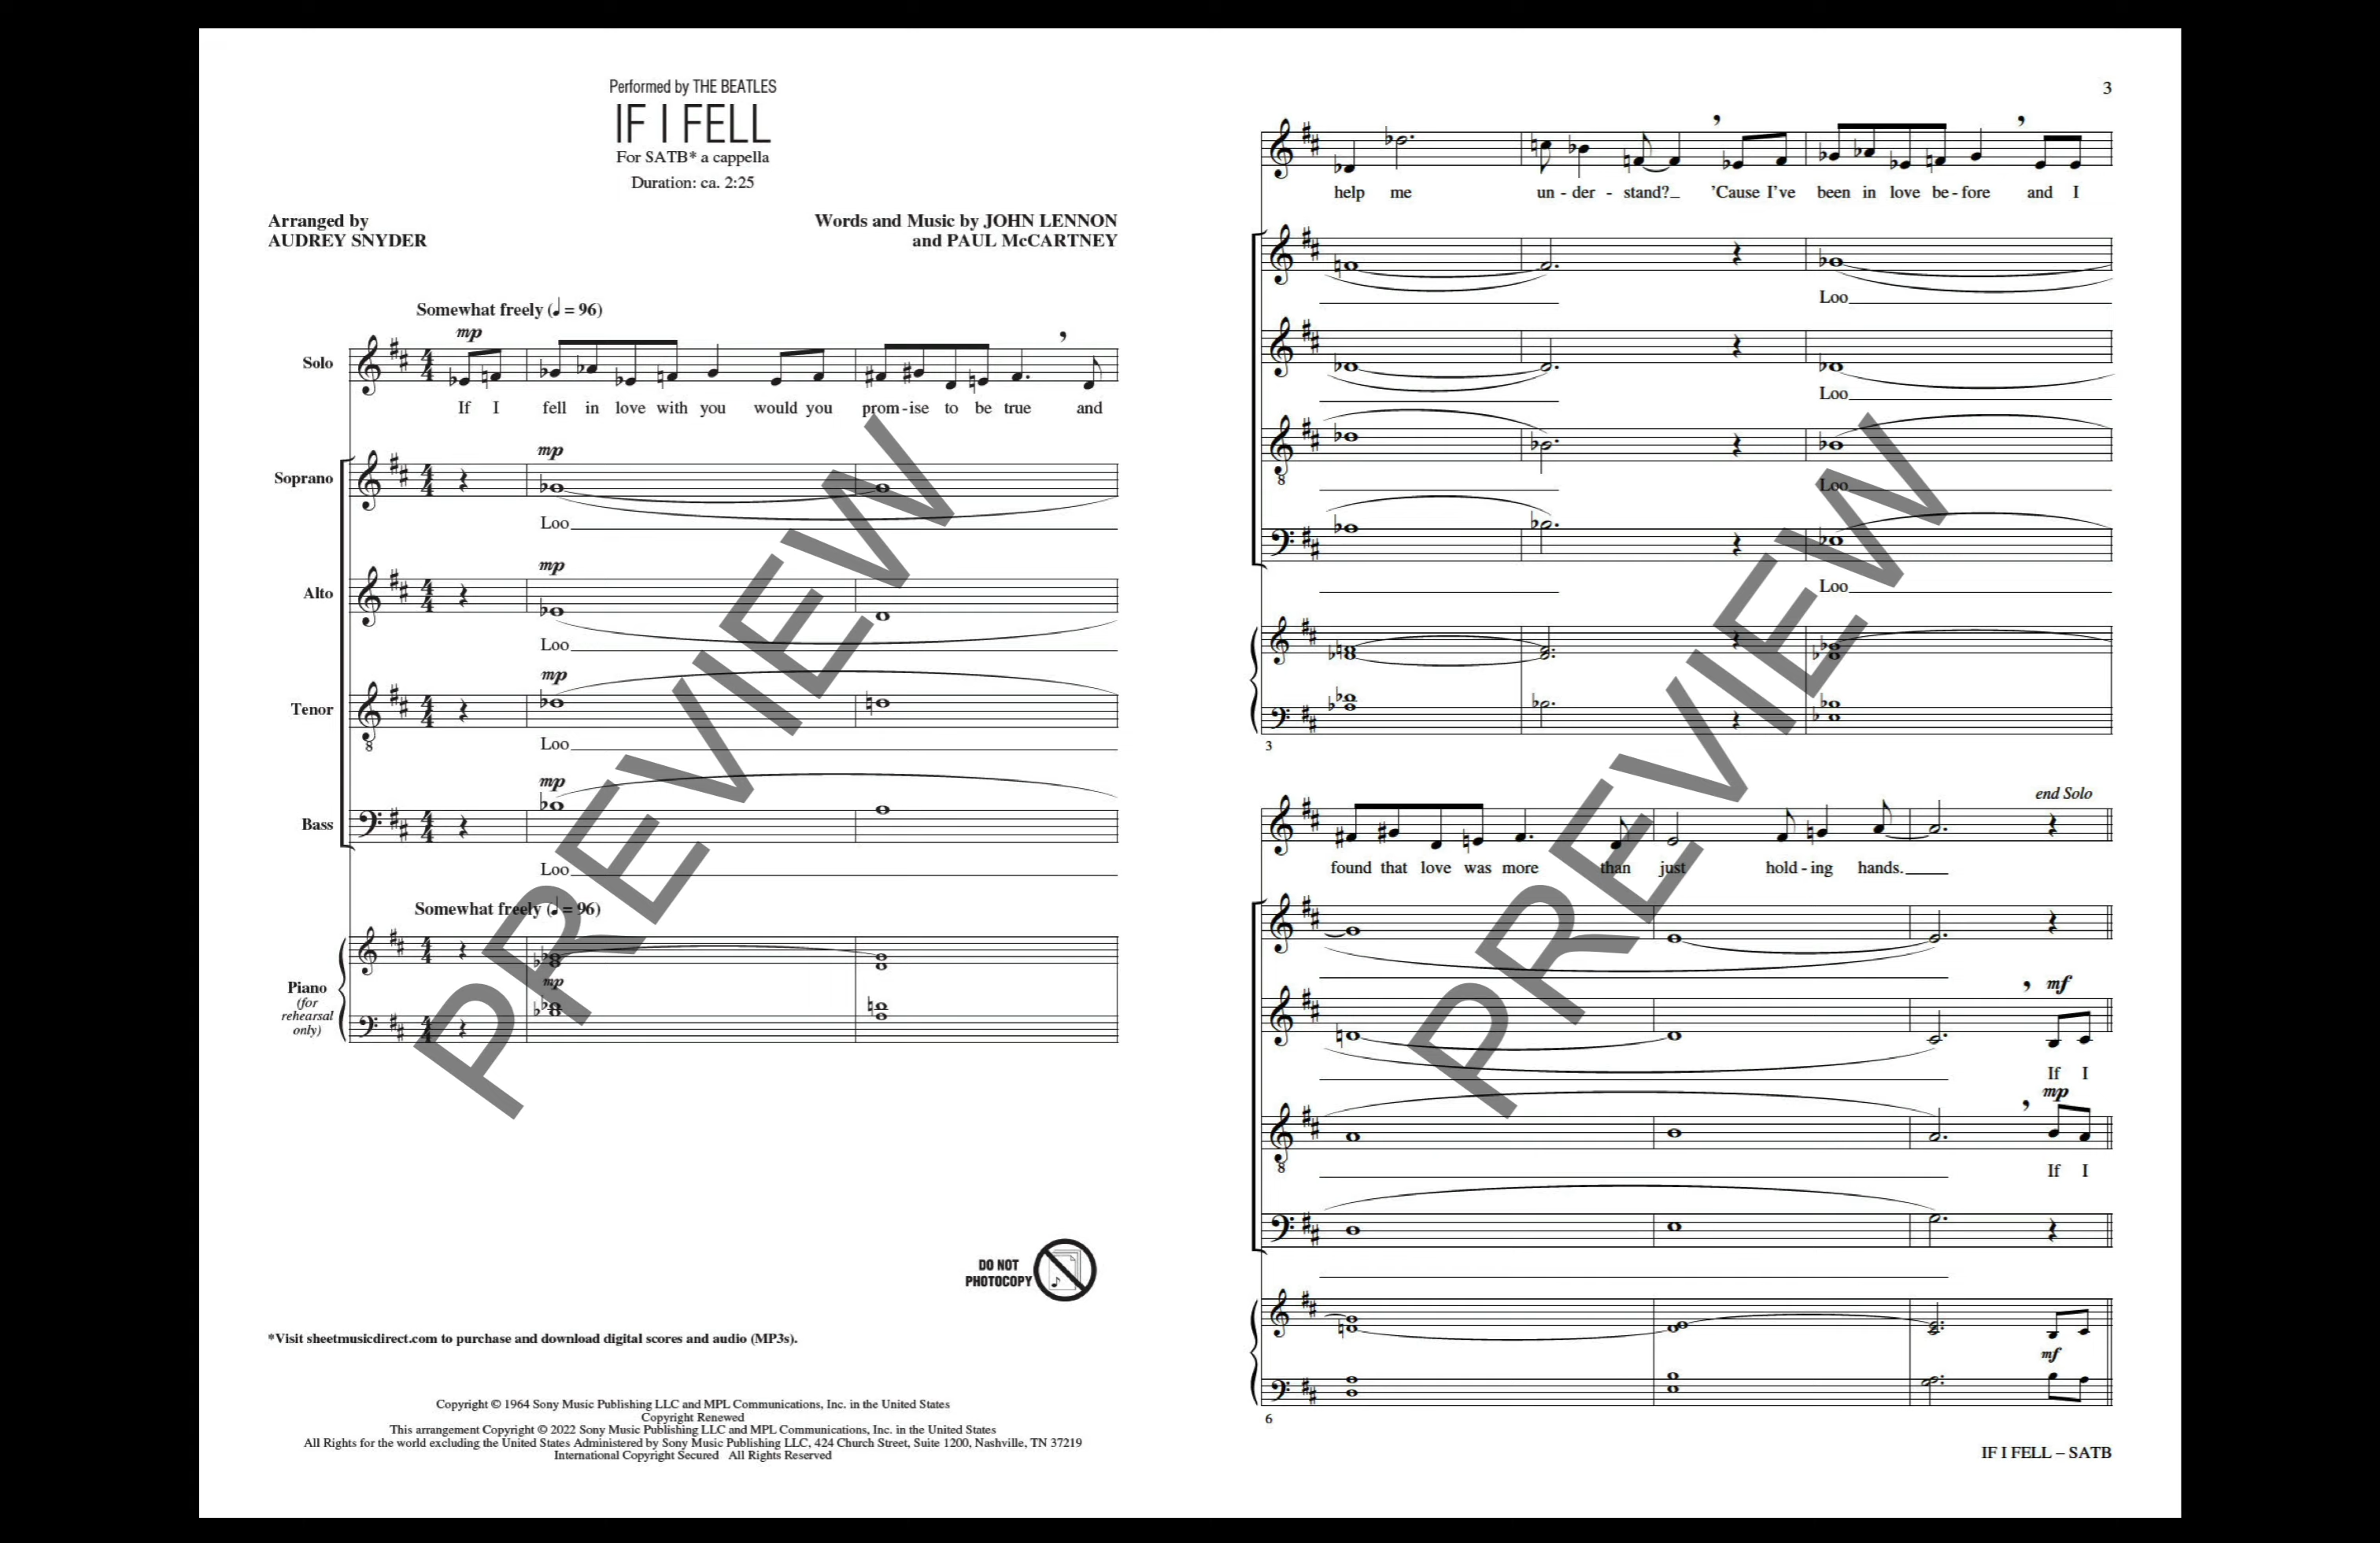 Performed by THE BEATLES
IF I FELL
For SATB* a cappella
Duration: ca. 2:25
Arranged by
AUDREY SNYDER
Words and Music by JOHN LENNON
and PAUL McCARTNEY
Somewhat freely (♩ = 96)
mp
Solo
If I fell in love with you would you prom - ise to be true and
mp
Soprano
Loo
mp
Alto
Loo
mp
Tenor
8
Loo
mp
Bass
Loo
Somewhat freely (♩ = 96)
mp
Piano
(for
rehearsal
only)
PREVIEW
DO NOT
PHOTOCOPY
*Visit sheetmusicdirect.com to purchase and download digital scores and audio (MP3s).
Copyright © 1964 Sony Music Publishing LLC and MPL Communications, Inc. in the United States
Copyright Renewed
This arrangement Copyright © 2022 Sony Music Publishing LLC and MPL Communications, Inc. in the United States
All Rights for the world excluding the United States Administered by Sony Music Publishing LLC, 424 Church Street, Suite 1200, Nashville, TN 37219
International Copyright Secured All Rights Reserved
3
help me un - der - stand? 'Cause I've been in love be - fore and I
Loo
Loo
8
Loo
Loo
3
end Solo
found that love was more than just hold - ing hands.
mf
If I
mp
8
If I
mf
6
PREVIEW
IF I FELL – SATB